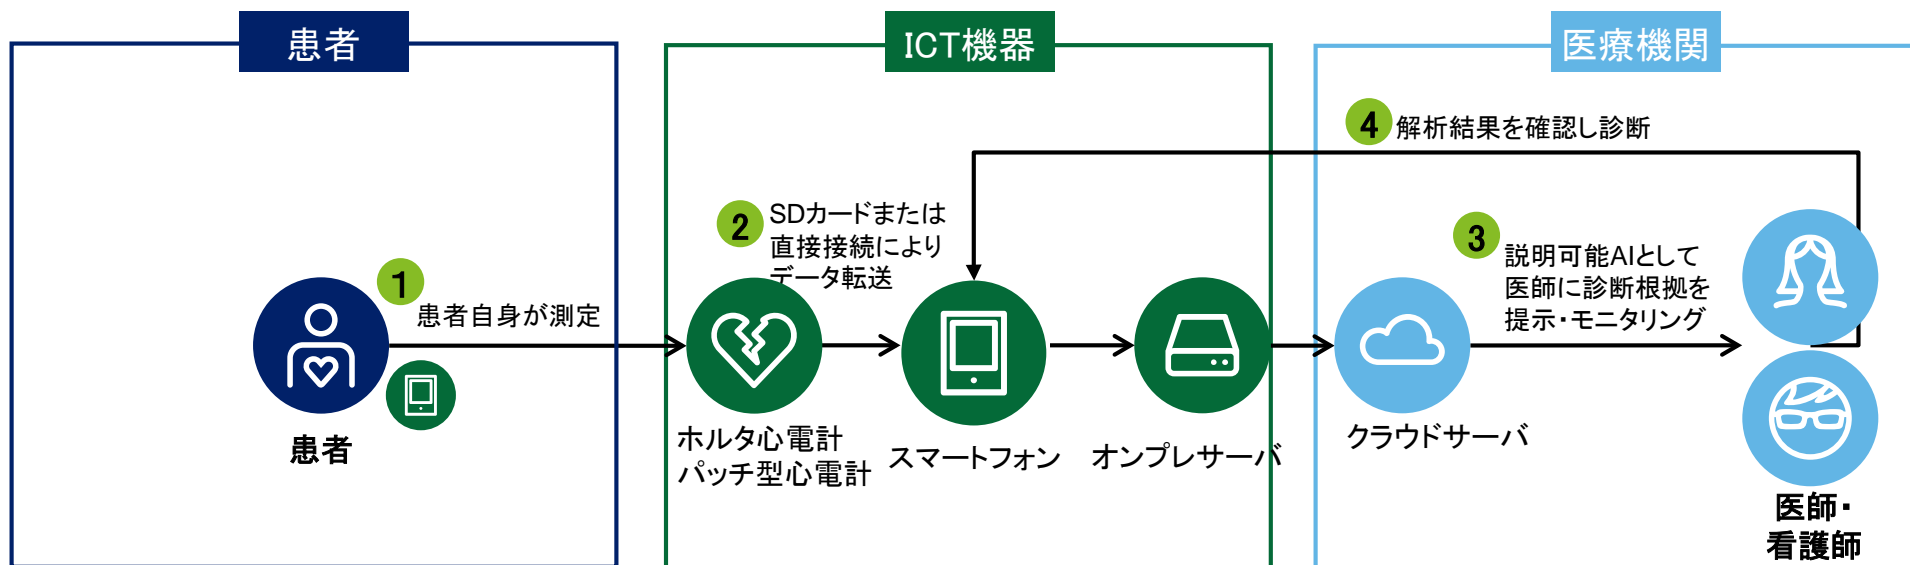 患者
ICT機器
医療機関
1
患者自身が測定
患者
2
SDカードまたは
直接接続により
データ転送
ホルタ心電計
パッチ型心電計
スマートフォン
オンプレサーバ
4
解析結果を確認し診断
3
説明可能AIとして
医師に診断根拠を
提示・モニタリング
クラウドサーバ
医師・
看護師